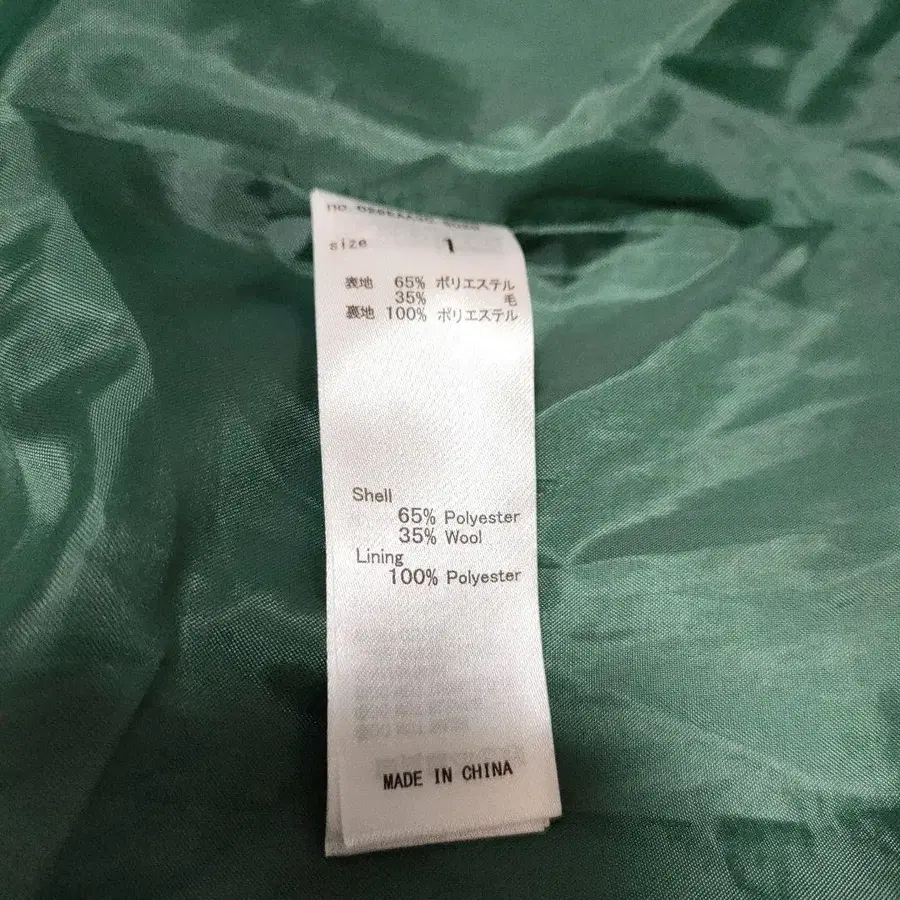 no.
size 1
表地 65% ポリエステル
35% 毛
裏地 100% ポリエステル
Shell
65% Polyester
35% Wool
Lining
100% Polyester
MADE IN CHINA